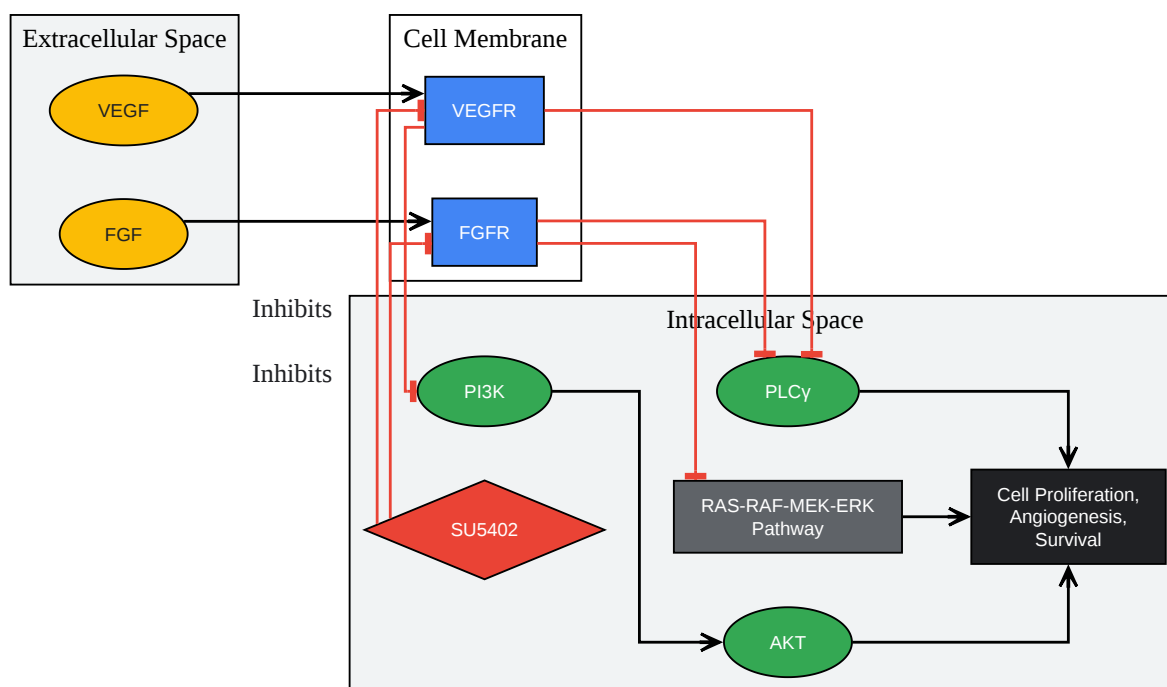 Extracellular Space
Cell Membrane
VEGF
VEGFR
FGF
FGFR
Inhibits
Intracellular Space
Inhibits
PI3K
PLCγ
SU5402
RAS-RAF-MEK-ERK
Pathway
Cell Proliferation,
Angiogenesis,
Survival
AKT